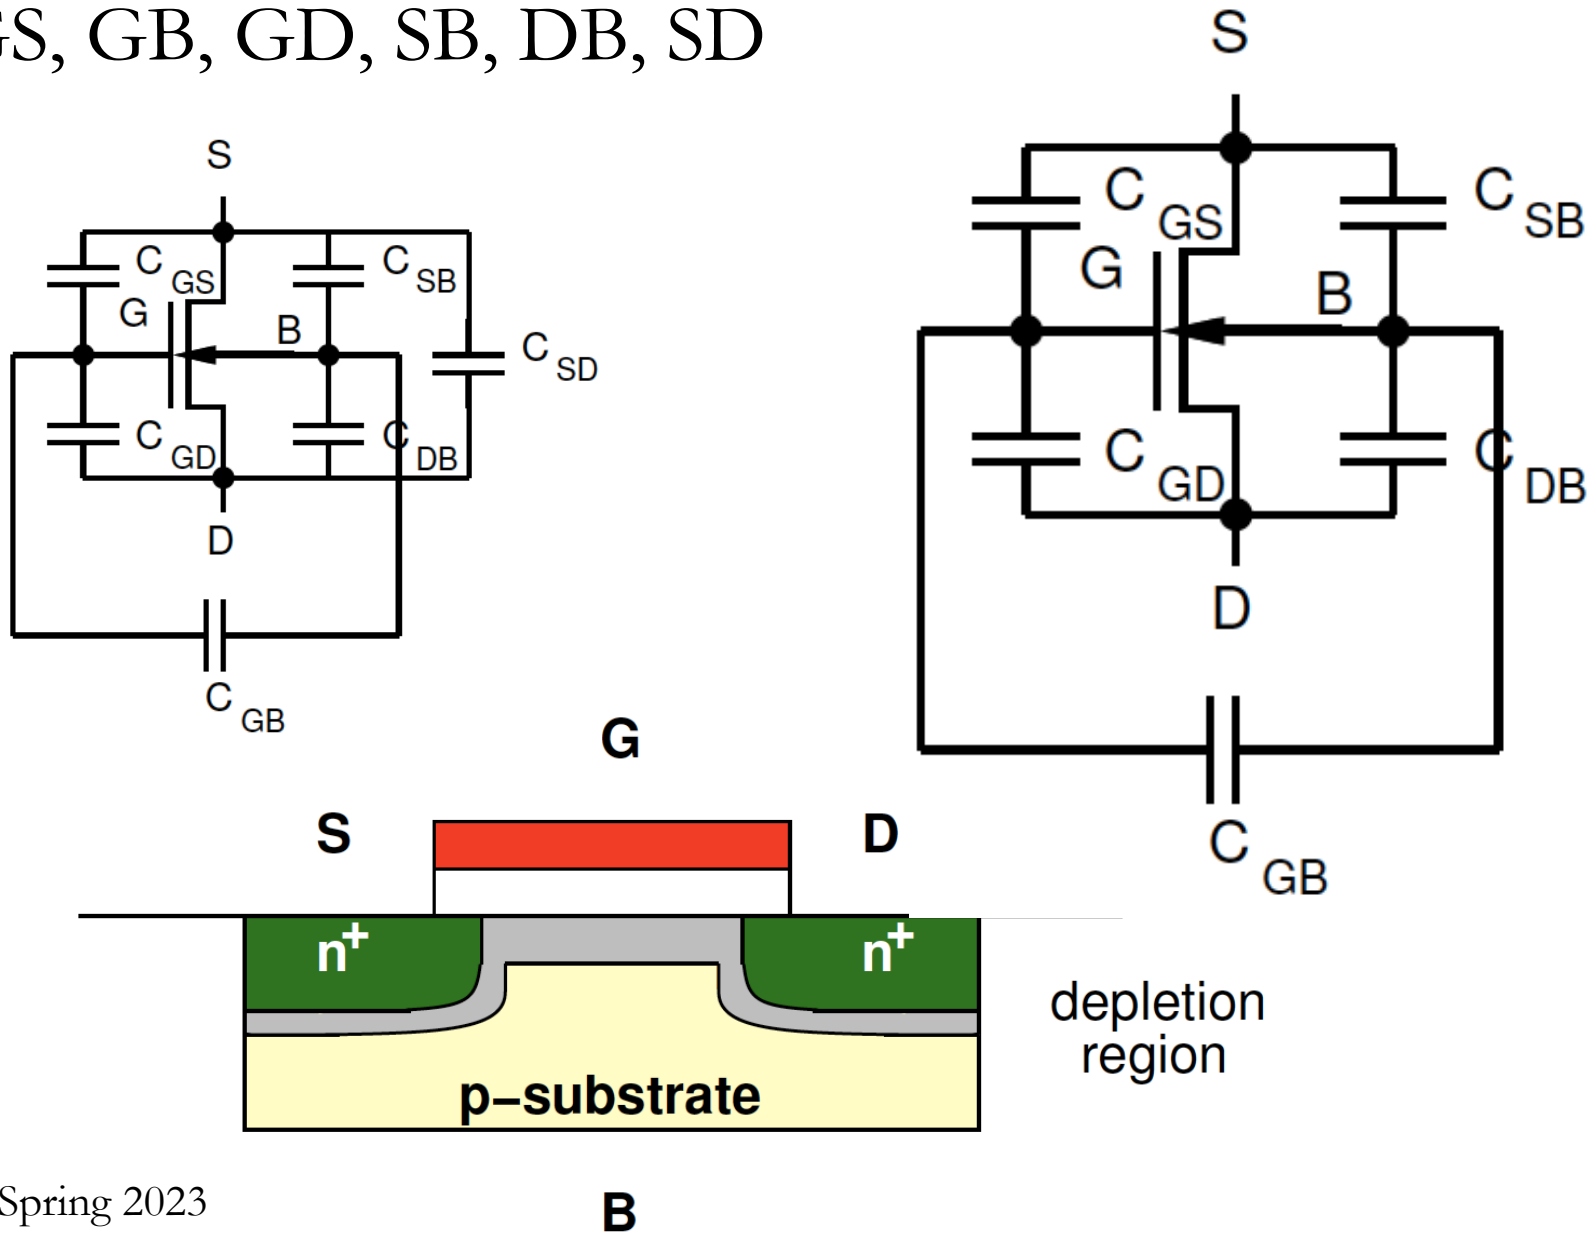 GS, GB, GD, SB, DB, SD
S
C GS
C SB
G
B
C SD
C GD
C DB
D
C GB
S
C GS
C SB
G
B
C GD
C DB
D
C GB
G
S
D
n+
n+
depletion
region
p–substrate
Spring 2023
B